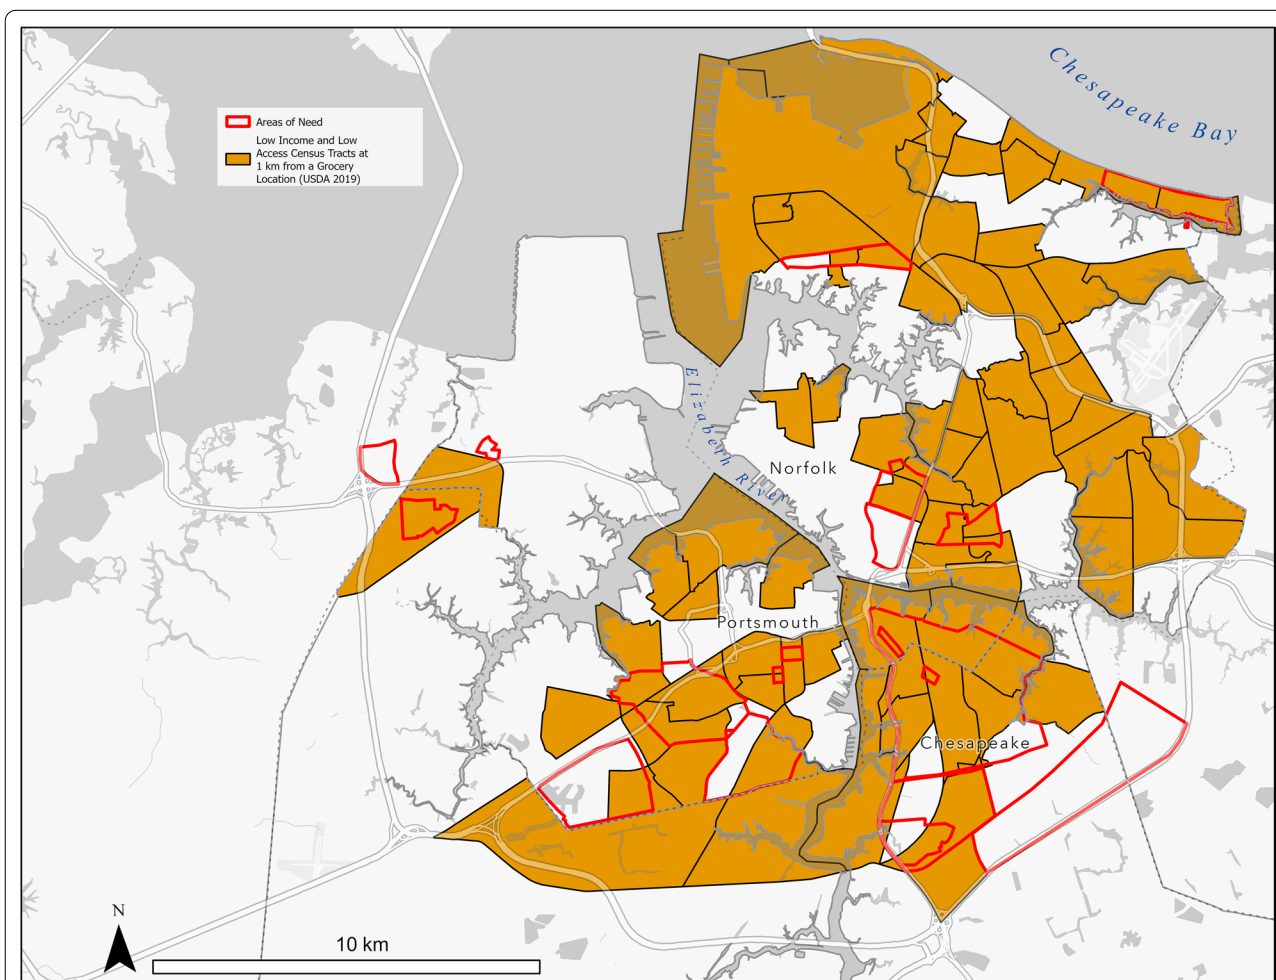 Chesapeake Bay
Areas of Need
Low Income and Low
Access Census Tracts at
1 km from a Grocery
Location (USDA 2019)
Elizabeth River
Norfolk
Portsmouth
Chesapeake
N
10 km